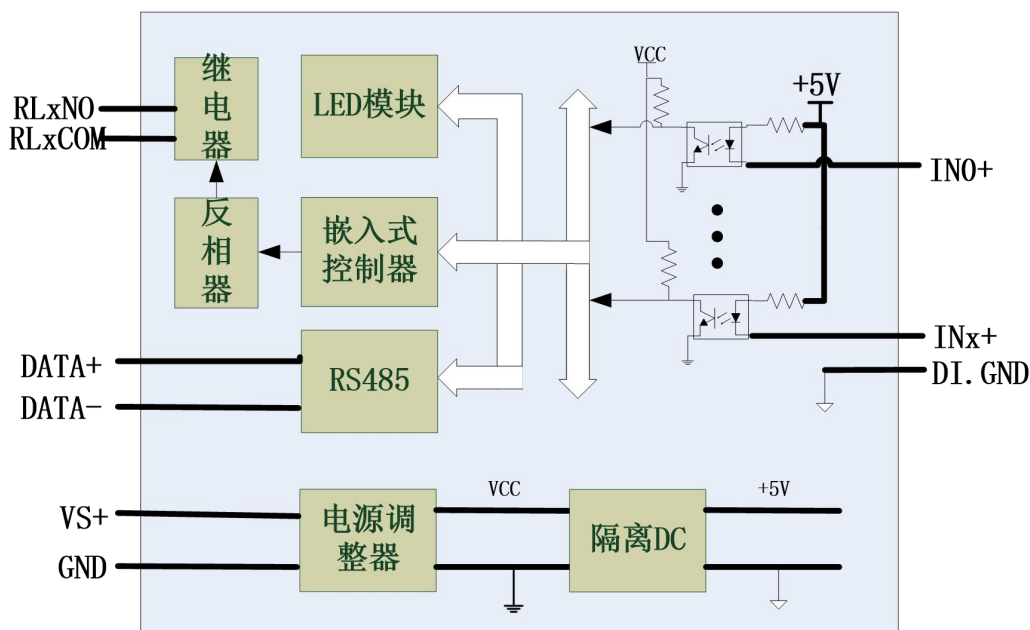 VCC
+5V
继
电
器
LED模块
RLxNO
RLxCOM
IN0+
反
相
器
嵌入式
控制器
INx+
DATA+
RS485
DI.GND
DATA-
VCC
+5V
VS+
电源调
整器
隔离DC
GND